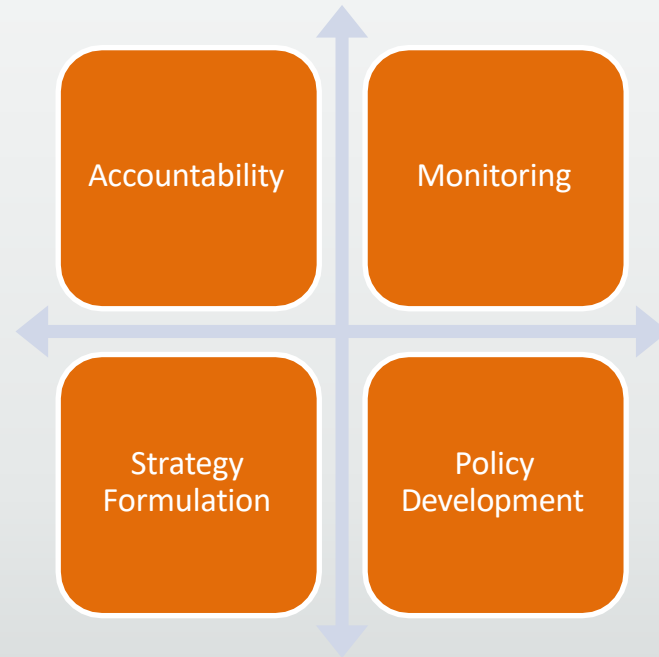 Accountability
Monitoring
Strategy
Formulation
Policy
Development